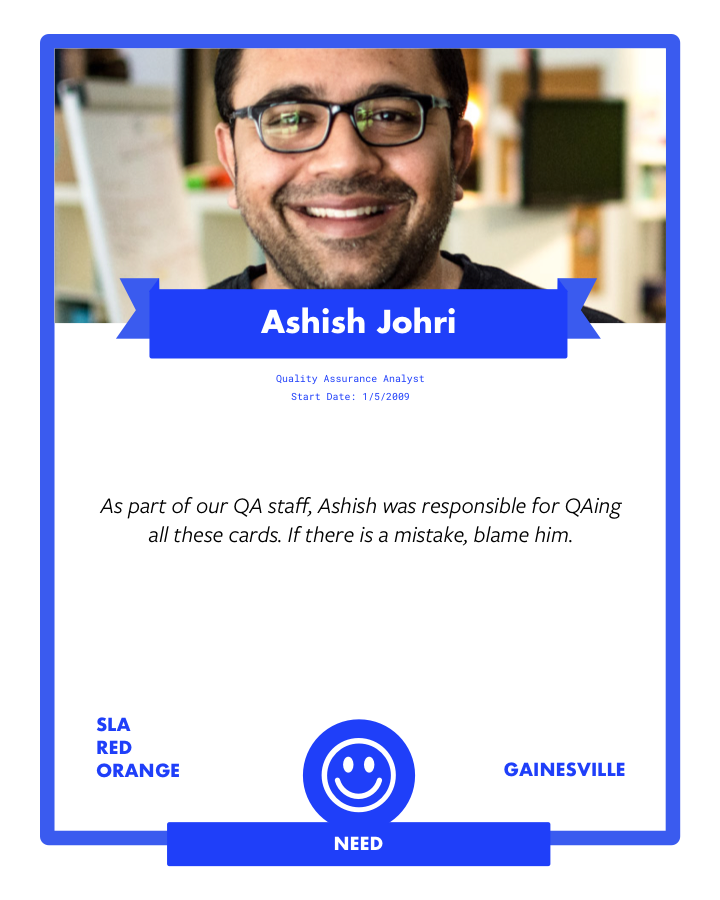 Ashish Johri
Quality Assurance Analyst
Start Date: 1/5/2009
As part of our QA staff, Ashish was responsible for QAing
all these cards. If there is a mistake, blame him.
SLA
RED
ORANGE
GAINESVILLE
NEED